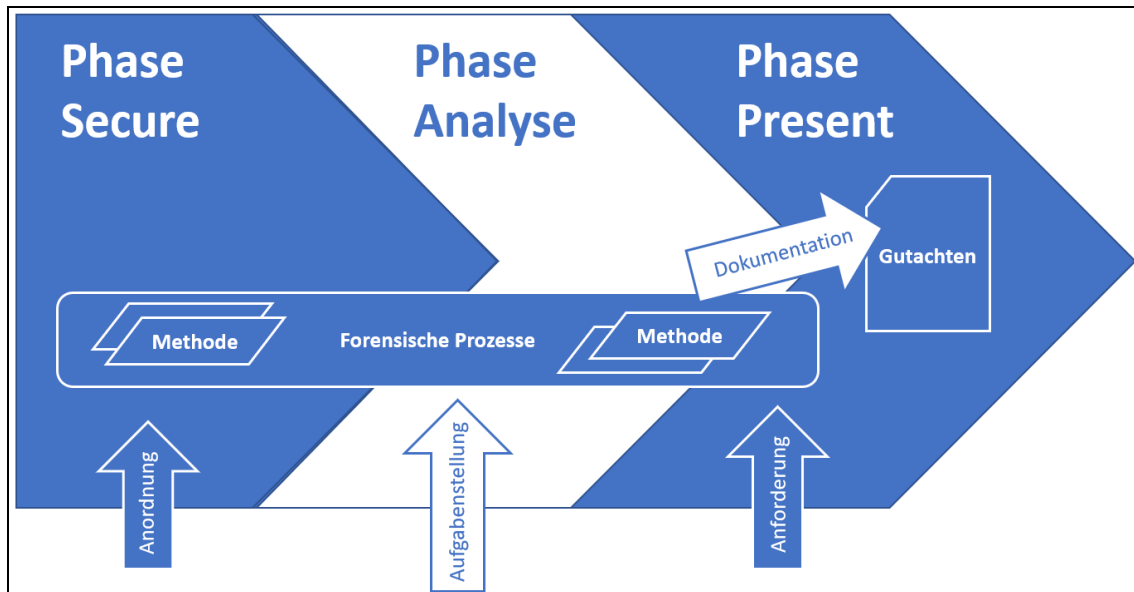 Phase
Secure
Phase
Analyse
Phase
Present
Dokumentation
Gutachten
Methode
Forensische Prozesse
Methode
Anordnung
Aufgabenstellung
Anforderung